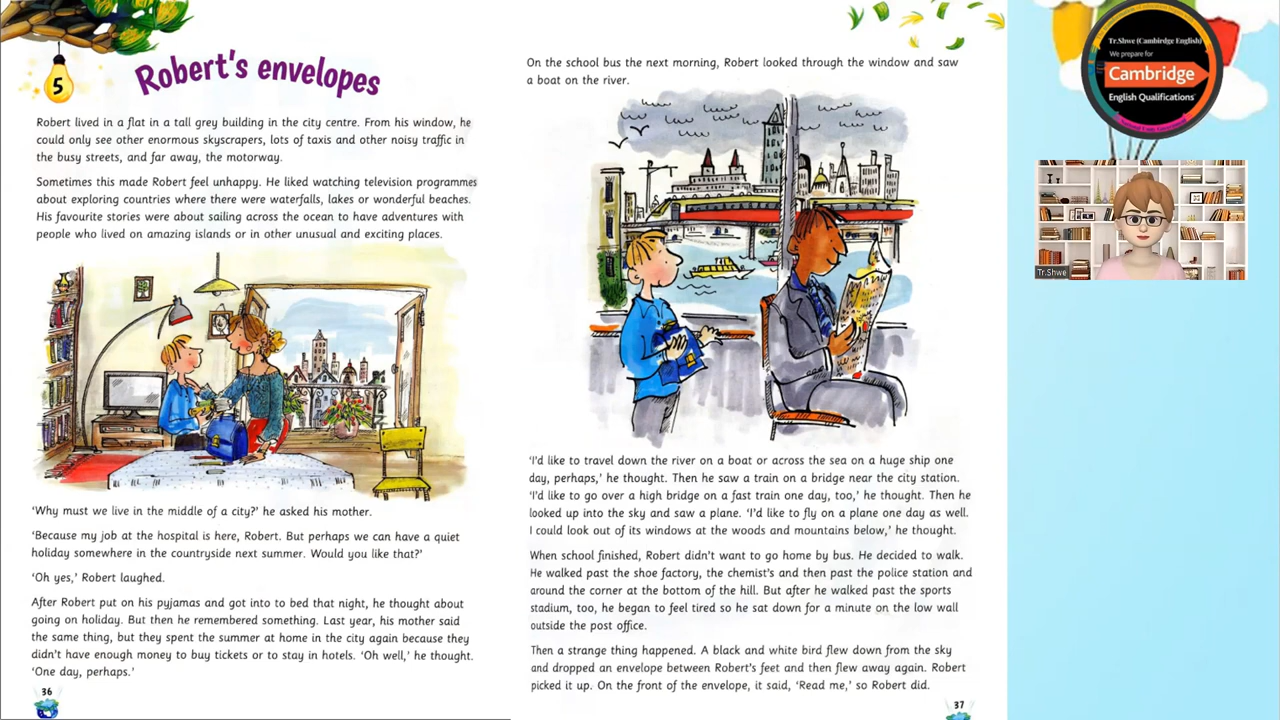 5
Robert's envelopes
Robert lived in a flat in a tall grey building in the city centre. From his window, he
could only see other enormous skyscrapers, lots of taxis and other noisy traffic in
the busy streets, and far away, the motorway.
Sometimes this made Robert feel unhappy. He liked watching television programmes
about exploring countries where there were waterfalls, lakes or wonderful beaches.
His favourite stories were about sailing across the ocean to have adventures with
people who lived on amazing islands or in other unusual and exciting places.
'Why must we live in the middle of a city?' he asked his mother.
'Because my job at the hospital is here, Robert. But perhaps we can have a quiet
holiday somewhere in the countryside next summer. Would you like that?'
'Oh yes,' Robert laughed.
After Robert put on his pyjamas and got into to bed that night, he thought about
going on holiday. But then he remembered something. Last year, his mother said
the same thing, but they spent the summer at home in the city again because they
didn't have enough money to buy tickets or to stay in hotels. 'Oh well,' he thought.
'One day, perhaps.'
36
On the school bus the next morning, Robert looked through the window and saw
a boat on the river.
'I'd like to travel down the river on a boat or across the sea on a huge ship one
day, perhaps,' he thought. Then he saw a train on a bridge near the city station.
'I'd like to go over a high bridge on a fast train one day, too,' he thought. Then he
looked up into the sky and saw a plane. 'I'd like to fly on a plane one day as well.
I could look out of its windows at the woods and mountains below,' he thought.
When school finished, Robert didn't want to go home by bus. He decided to walk.
He walked past the shoe factory, the chemist's and then past the police station and
around the corner at the bottom of the hill. But after he walked past the sports
stadium, too, he began to feel tired so he sat down for a minute on the low wall
outside the post office.
Then a strange thing happened. A black and white bird flew down from the sky
and dropped an envelope between Robert's feet and then flew away again. Robert
picked it up. On the front of the envelope, it said, 'Read me,' so Robert did.
37
Tr.Shwe (Cambridge English)
We prepare for
Cambridge
English Qualifications
Tr.Shwe